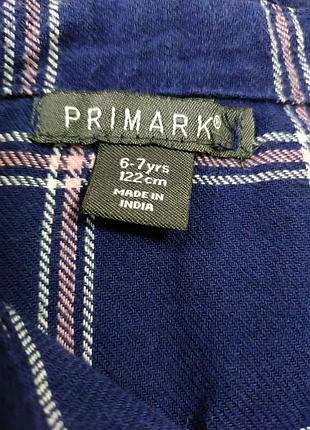 PRIMARK®
6-7yrs
122cm
MADE IN
INDIA